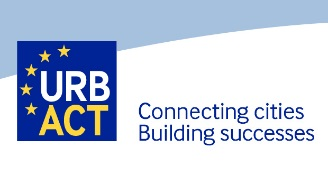 URB
ACT
Connecting cities
Building successes